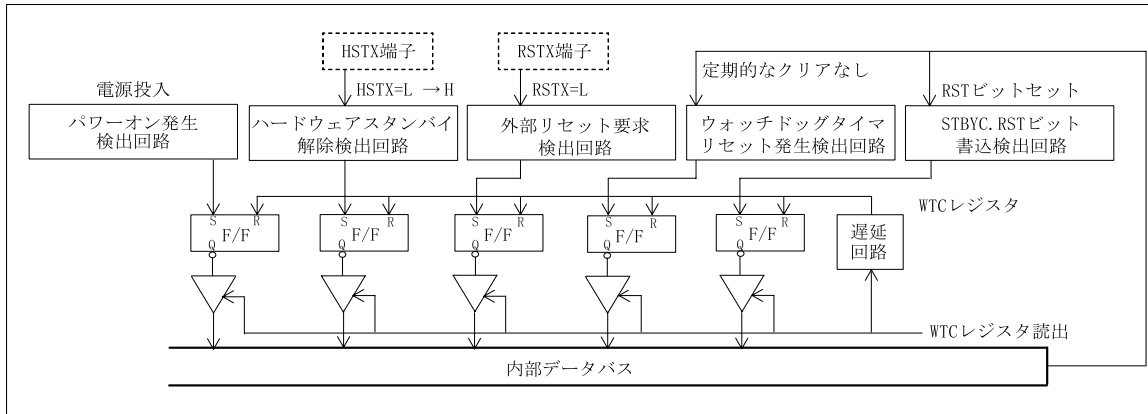 HSTX端子
RSTX端子
定期的なクリアなし
電源投入
HSTX=L →H
RSTX=L
RSTビットセット
パワーオン発生
検出回路
ハードウェアスタンバイ
解除検出回路
外部リセット要求
検出回路
ウォッチドッグタイマ
リセット発生検出回路
STBYC.RSTビット
書込検出回路
WTCレジスタ
S R
F/F
Q
S R
F/F
Q
S R
F/F
Q
S R
F/F
Q
S R
F/F
Q
遅延
回路
WTCレジスタ読出
内部データバス